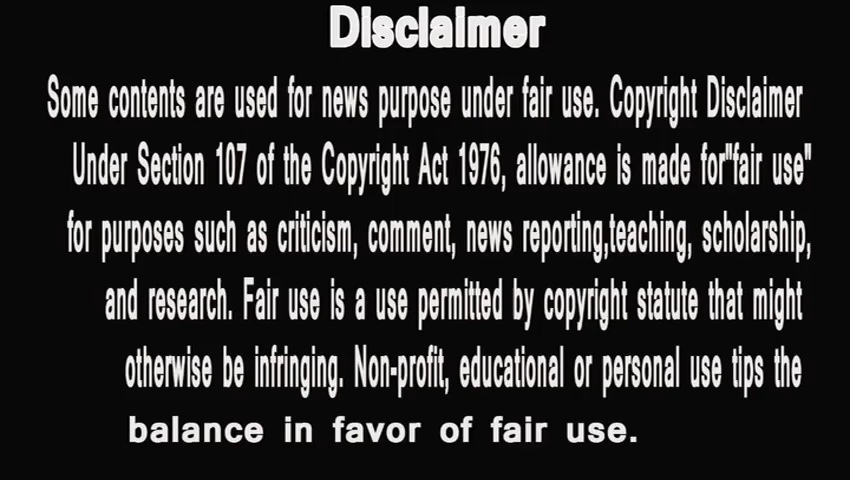 Disclaimer
Some contents are used for news purpose under fair use. Copyright Disclaimer
Under Section 107 of the Copyright Act 1976, allowance is made for"fair use"
for purposes such as criticism, comment, news reporting,teaching, scholarship,
and research. Fair use is a use permitted by copyright statute that might
otherwise be infringing. Non-profit, educational or personal use tips the
balance in favor of fair use.